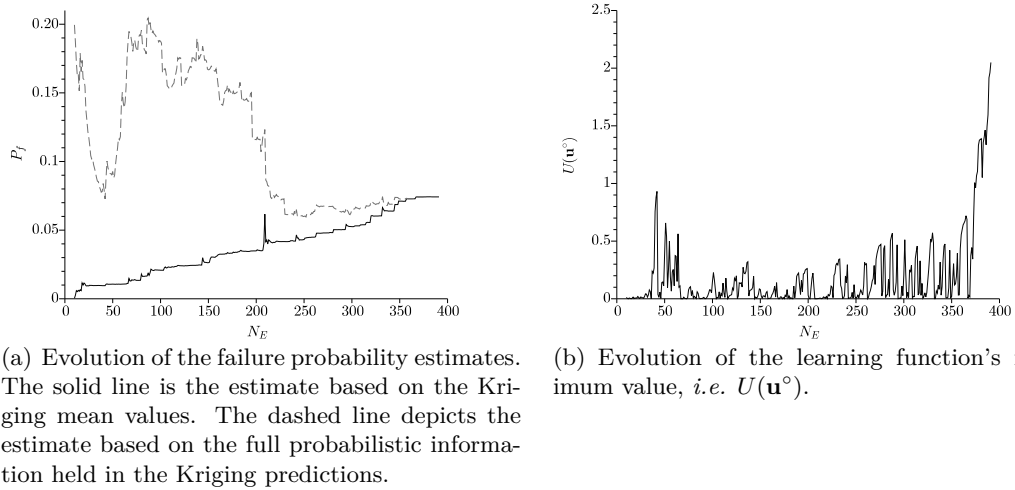 0.20
0.15
0.1
0.05
0
P_f
0 50 100 150 200 250 300 350 400
N_E
2.5
2
1.5
1
0.5
0
U(u°)
0 50 100 150 200 250 300 350 400
N_E
(a) Evolution of the failure probability estimates.
The solid line is the estimate based on the Kri-
ging mean values. The dashed line depicts the
estimate based on the full probabilistic informa-
tion held in the Kriging predictions.
(b) Evolution of the learning function's
imum value, i.e. U(u°).